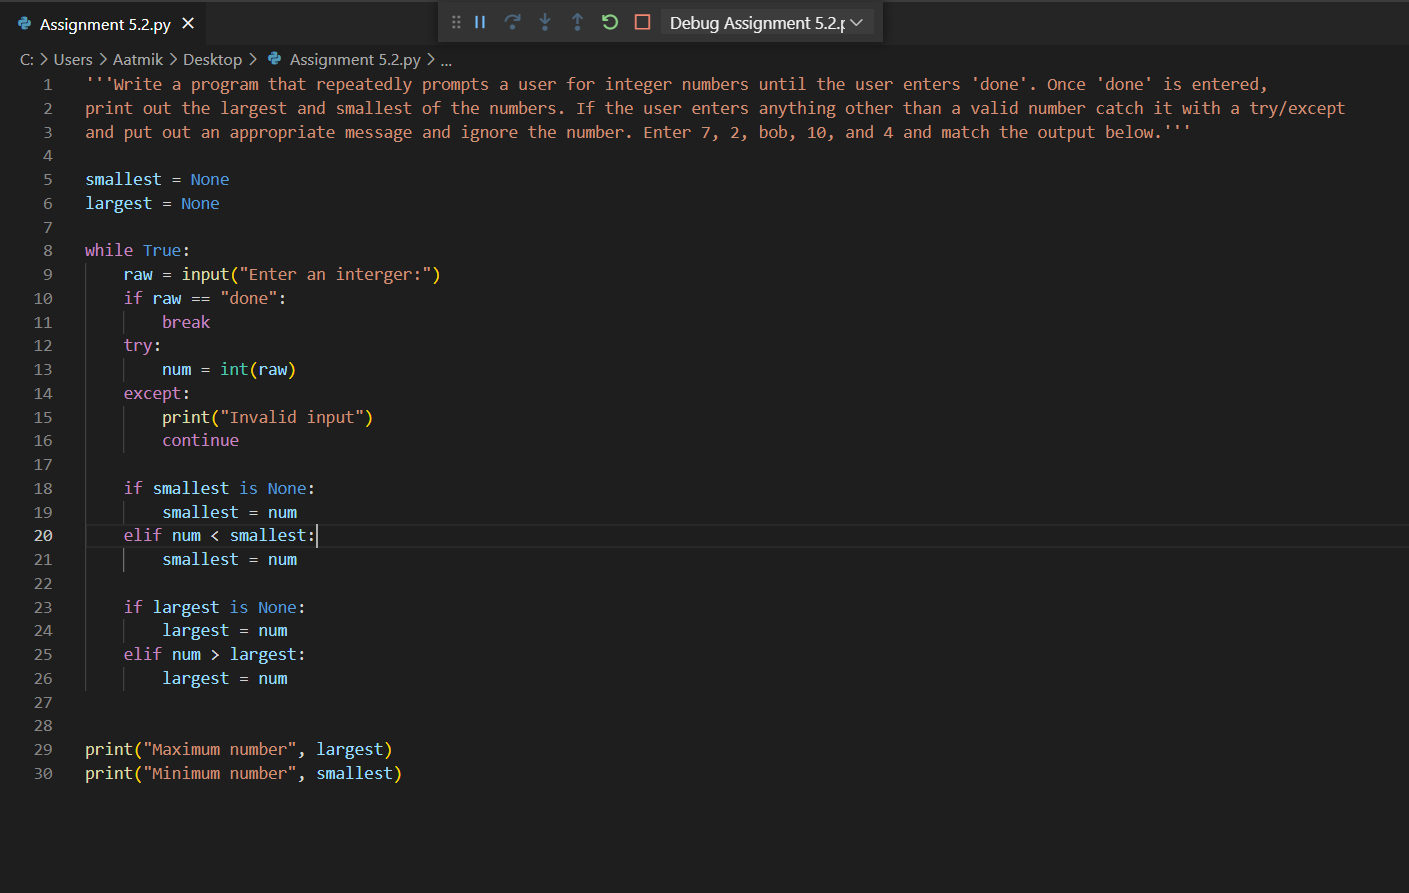 Assignment 5.2.py
Debug Assignment 5.2.p
C: > Users > Aatmik > Desktop > Assignment 5.2.py > ...
1 '''Write a program that repeatedly prompts a user for integer numbers until the user enters 'done'. Once 'done' is entered,
2 print out the largest and smallest of the numbers. If the user enters anything other than a valid number catch it with a try/except
3 and put out an appropriate message and ignore the number. Enter 7, 2, bob, 10, and 4 and match the output below.'''
4
5 smallest = None
6 largest = None
7
8 while True:
9     raw = input("Enter an interger:")
10     if raw == "done":
11         break
12     try:
13         num = int(raw)
14     except:
15         print("Invalid input")
16         continue
17
18     if smallest is None:
19         smallest = num
20     elif num < smallest:
21         smallest = num
22
23     if largest is None:
24         largest = num
25     elif num > largest:
26         largest = num
27
28
29 print("Maximum number", largest)
30 print("Minimum number", smallest)